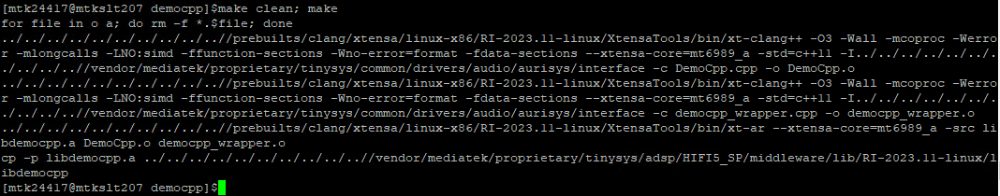 [mtk24417@mtkslt207 democpp]$make clean; make
for file in o a; do rm -f *.$file; done
../../../../../../../../../..//prebuilts/clang/xtensa/linux-x86/RI-2023.11-linux/XtensaTools/bin/xt-clang++ -O3 -Wall -mcoproc -Werro
r -mlongcalls -LNO:simd -ffunction-sections -Wno-error=format -fdata-sections --xtensa-core=mt6989_a -std=c++11 -I../../../../../../.
./../../..//vendor/mediatek/proprietary/tinysys/common/drivers/audio/aurisys/interface -c DemoCpp.cpp -o DemoCpp.o
../../../../../../../../../..//prebuilts/clang/xtensa/linux-x86/RI-2023.11-linux/XtensaTools/bin/xt-clang++ -O3 -Wall -mcoproc -Werro
r -mlongcalls -LNO:simd -ffunction-sections -Wno-error=format -fdata-sections --xtensa-core=mt6989_a -std=c++11 -I../../../../../../.
./../../..//vendor/mediatek/proprietary/tinysys/common/drivers/audio/aurisys/interface -c democpp_wrapper.cpp -o democpp_wrapper.o
../../../../../../../../../..//prebuilts/clang/xtensa/linux-x86/RI-2023.11-linux/XtensaTools/bin/xt-ar --xtensa-core=mt6989_a -src li
bdemocpp.a DemoCpp.o democpp_wrapper.o
cp -p libdemocpp.a ../../../../../../../../../..//vendor/mediatek/proprietary/tinysys/adsp/HIFI5_SP/middleware/lib/RI-2023.11-linux/l
ibdemocpp
[mtk24417@mtkslt207 democpp]$